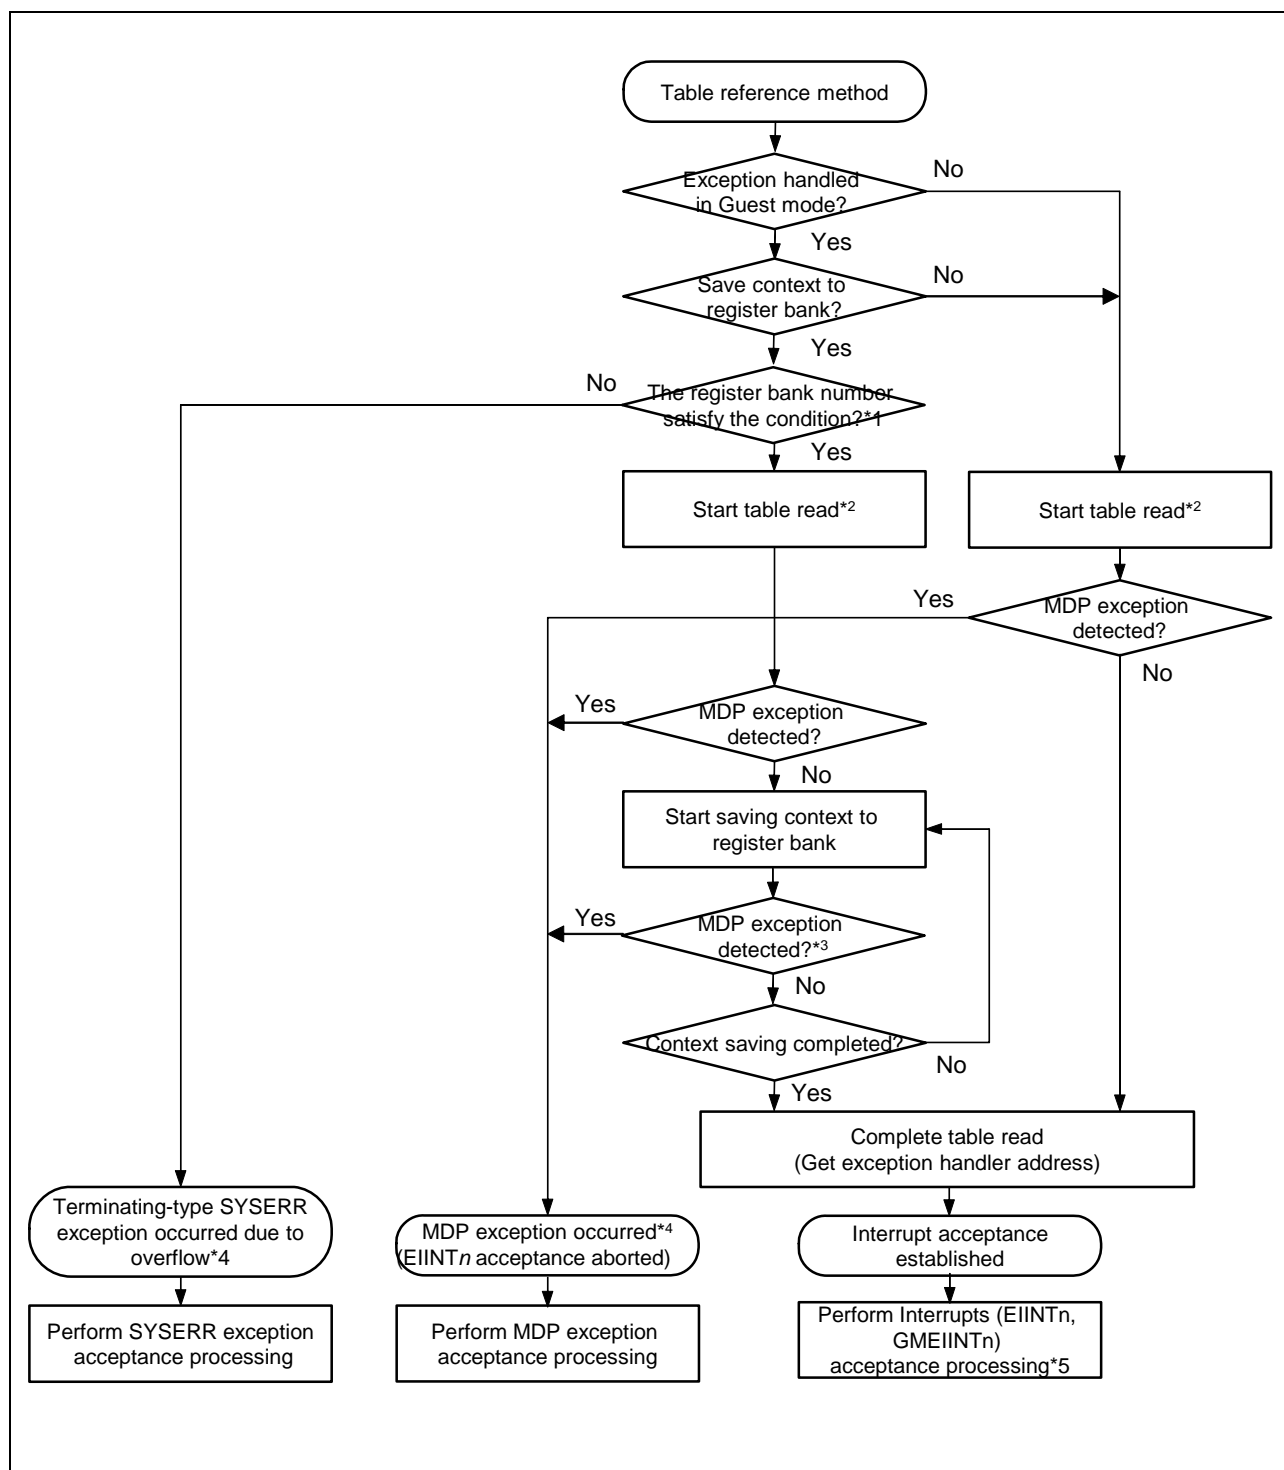 Table reference method
Exception handled
in Guest mode?
No
Yes
Save context to
register bank?
No
Yes
The register bank number
satisfy the condition?*1
No
Yes
Start table read*2
Start table read*2
MDP exception
detected?
Yes
No
MDP exception
detected?
Yes
No
Start saving context to
register bank
MDP exception
detected?*3
Yes
No
Context saving completed?
No
Yes
Complete table read
(Get exception handler address)
Terminating-type SYSERR
exception occurred due to
overflow*4
MDP exception occurred*4
(EIINTn acceptance aborted)
Interrupt acceptance
established
Perform SYSERR exception
acceptance processing
Perform MDP exception
acceptance processing
Perform Interrupts (EIINTn,
GMEIINTn)
acceptance processing*5